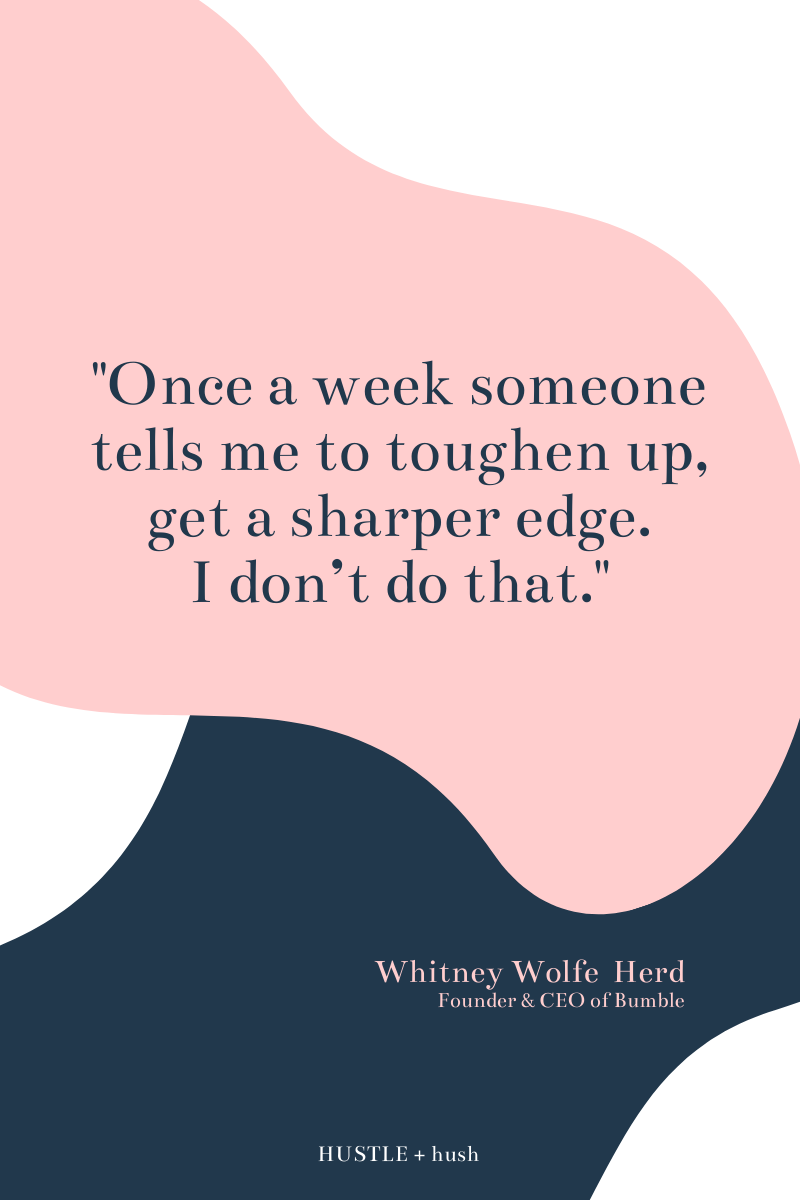 "Once a week someone
tells me to toughen up,
get a sharper edge.
I don’t do that."
Whitney Wolfe Herd
Founder & CEO of Bumble
HUSTLE + hush